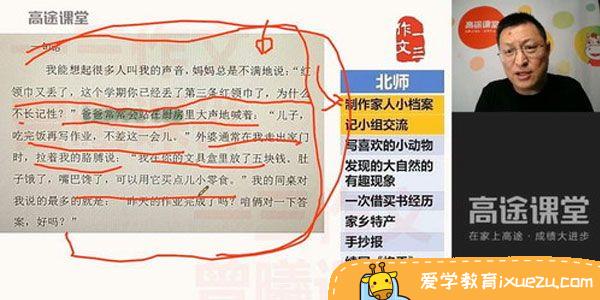 高途课堂
我能想起很多人叫我的声音，妈妈总是不满地说：“红
领巾又丢了，这个学期你已经丢了第三条红领巾了，为什么
不长记性？”爸爸常常会站在厨房里大声地喊着：“儿子，
吃完饭再写作业，不差这一会儿。”外婆通常在我走出家门
时，拉着我的胳膊说：“我在你的文具盒里放了五块钱，肚
子饿了，嘴巴馋了，可以用它买点儿小零食。”我的同桌对
我说的最多的就是：“昨天的作业完成了吗？咱俩对一下答
案，好吗？”
一三
作文
北师
制作家人小档案
记小组交流
写喜欢的小动物
发现的大自然的
有趣现象
一次借买书经历
家乡特产
手抄报
高途课堂
高途课堂
在家上高途·成绩大进步
爱学教育ixuezu.com